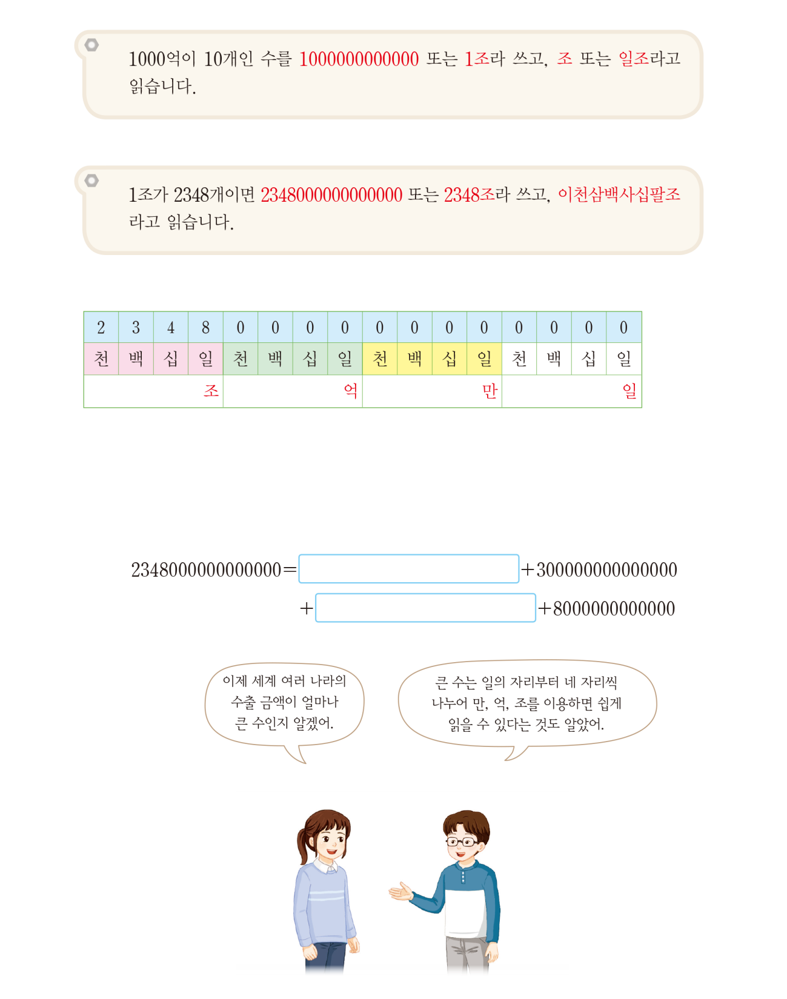 1000억이 10개인 수를 1000000000000 또는 1조라 쓰고, 조 또는 일조라고
읽습니다.
1조가 2348개이면 2348000000000000 또는 2348조라 쓰고, 이천삼백사십팔조
라고 읽습니다.
2 3 4 8 0 0 0 0 0 0 0 0 0 0 0 0
천 백 십 일 천 백 십 일 천 백 십 일 천 백 십 일
조 억 만 일
2348000000000000= +300000000000000
+ +8000000000000
이제 세계 여러 나라의
수출 금액이 얼마나
큰 수인지 알겠어.
큰 수는 일의 자리부터 네 자리씩
나누어 만, 억, 조를 이용하면 쉽게
읽을 수 있다는 것도 알았어.